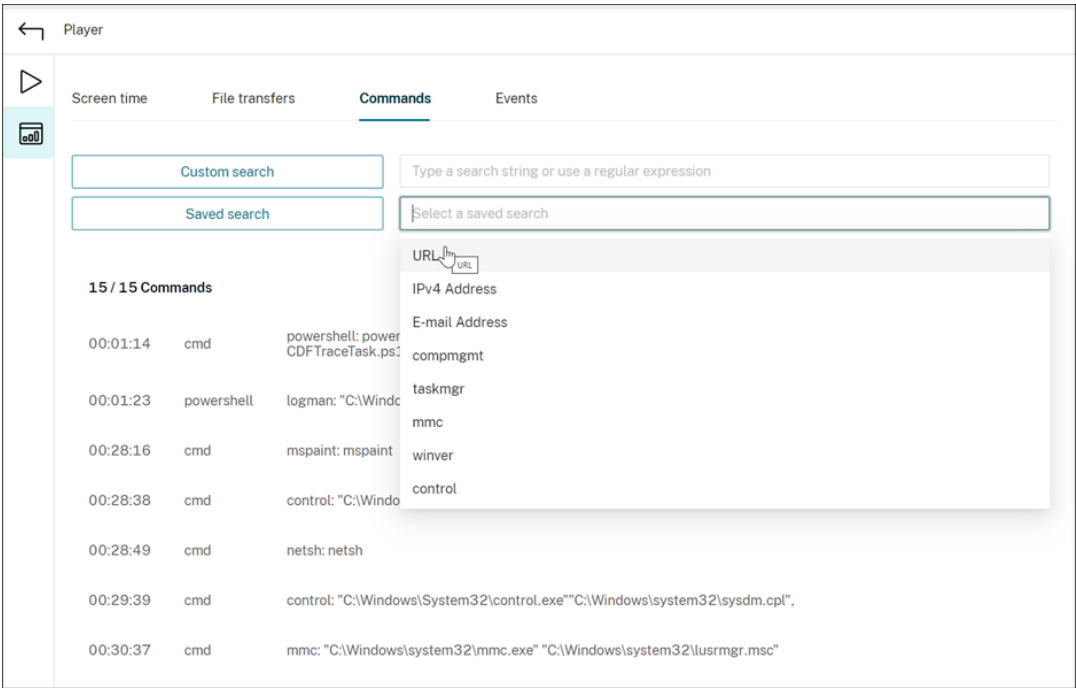 Player
Screen time File transfers Commands Events
Custom search Type a search string or use a regular expression
Saved search Select a saved search
URL
URL
IPv4 Address
E-mail Address
compmgmt
taskmgr
mmc
winver
control
15 / 15 Commands
00:01:14 cmd powershell: power
CDFTraceTask.ps1
00:01:23 powershell logman: "C:\Windo
00:28:16 cmd mspaint: mspaint
00:28:38 cmd control: "C:\Windo
00:28:49 cmd netsh: netsh
00:29:39 cmd control: "C:\Windows\System32\control.exe""C:\Windows\system32\sysdm.cpl",
00:30:37 cmd mmc: "C:\Windows\system32\mmc.exe" "C:\Windows\system32\lusrmgr.msc"